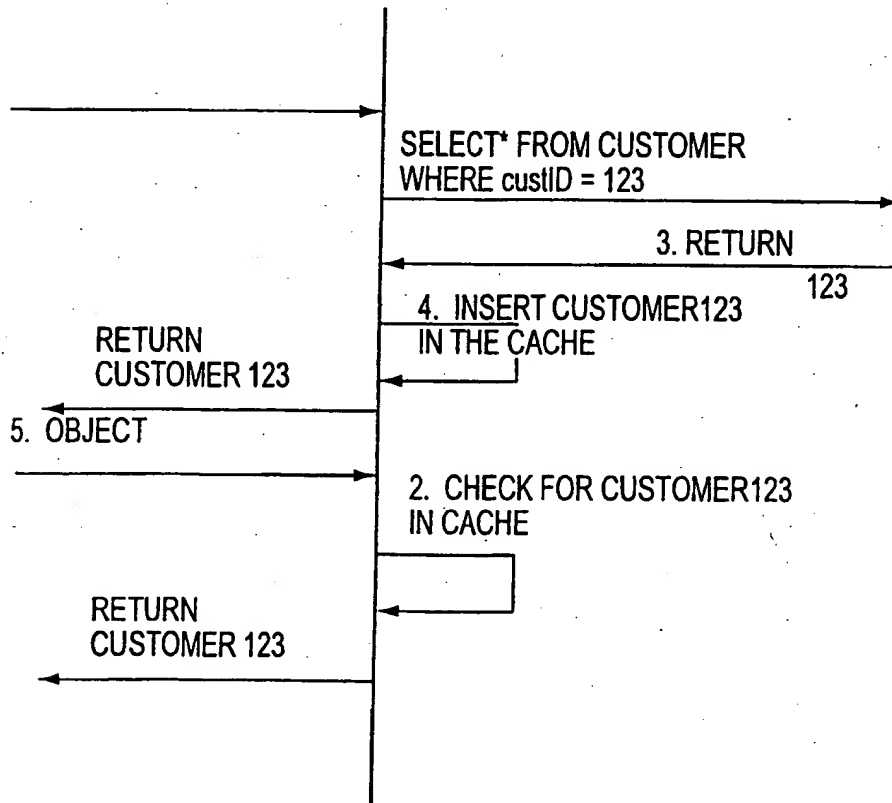 SELECT* FROM CUSTOMER
WHERE custID = 123
3. RETURN
123
4. INSERT CUSTOMER123
IN THE CACHE
RETURN
CUSTOMER 123
5. OBJECT
2. CHECK FOR CUSTOMER123
IN CACHE
RETURN
CUSTOMER 123